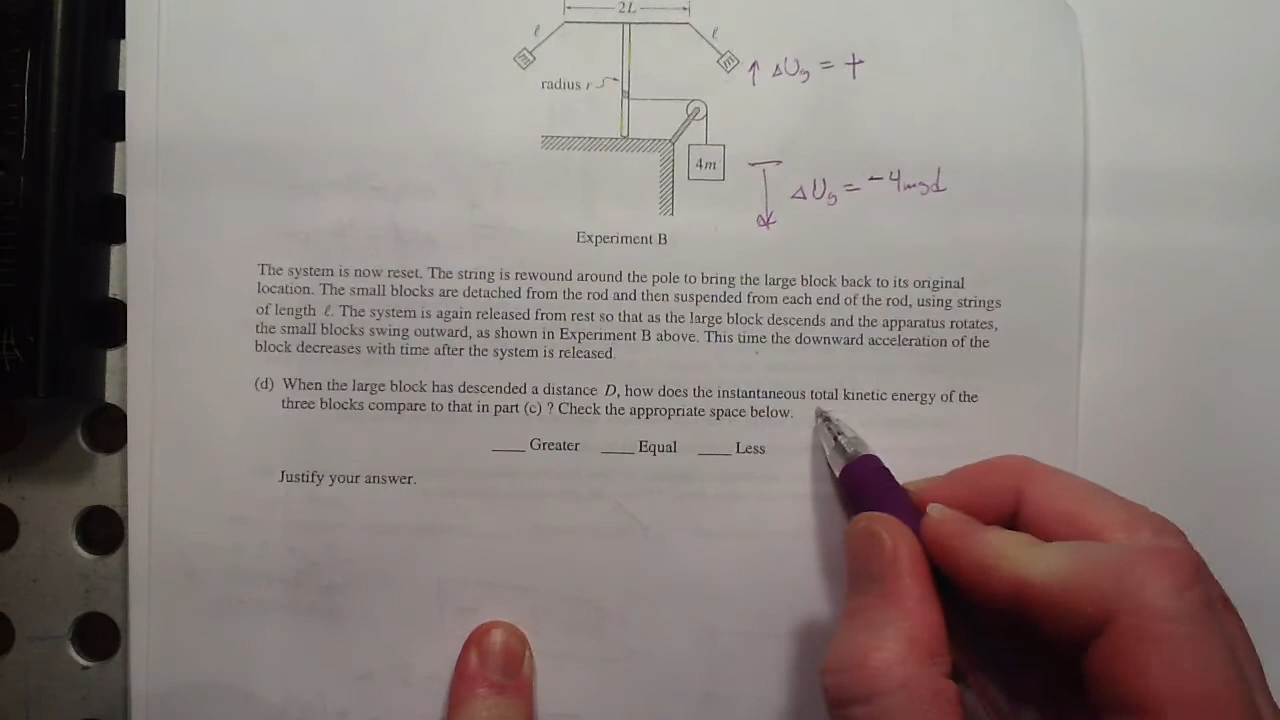 2L
ℓ ℓ
m m ↑ ΔUg = +
radius r
4m ΔUg = -4mgd
Experiment B
The system is now reset. The string is rewound around the pole to bring the large block back to its original
location. The small blocks are detached from the rod and then suspended from each end of the rod, using strings
of length ℓ. The system is again released from rest so that as the large block descends and the apparatus rotates,
the small blocks swing outward, as shown in Experiment B above. This time the downward acceleration of the
block decreases with time after the system is released.
(d) When the large block has descended a distance D, how does the instantaneous total kinetic energy of the
three blocks compare to that in part (c) ? Check the appropriate space below.
____ Greater ____ Equal ____ Less
Justify your answer.